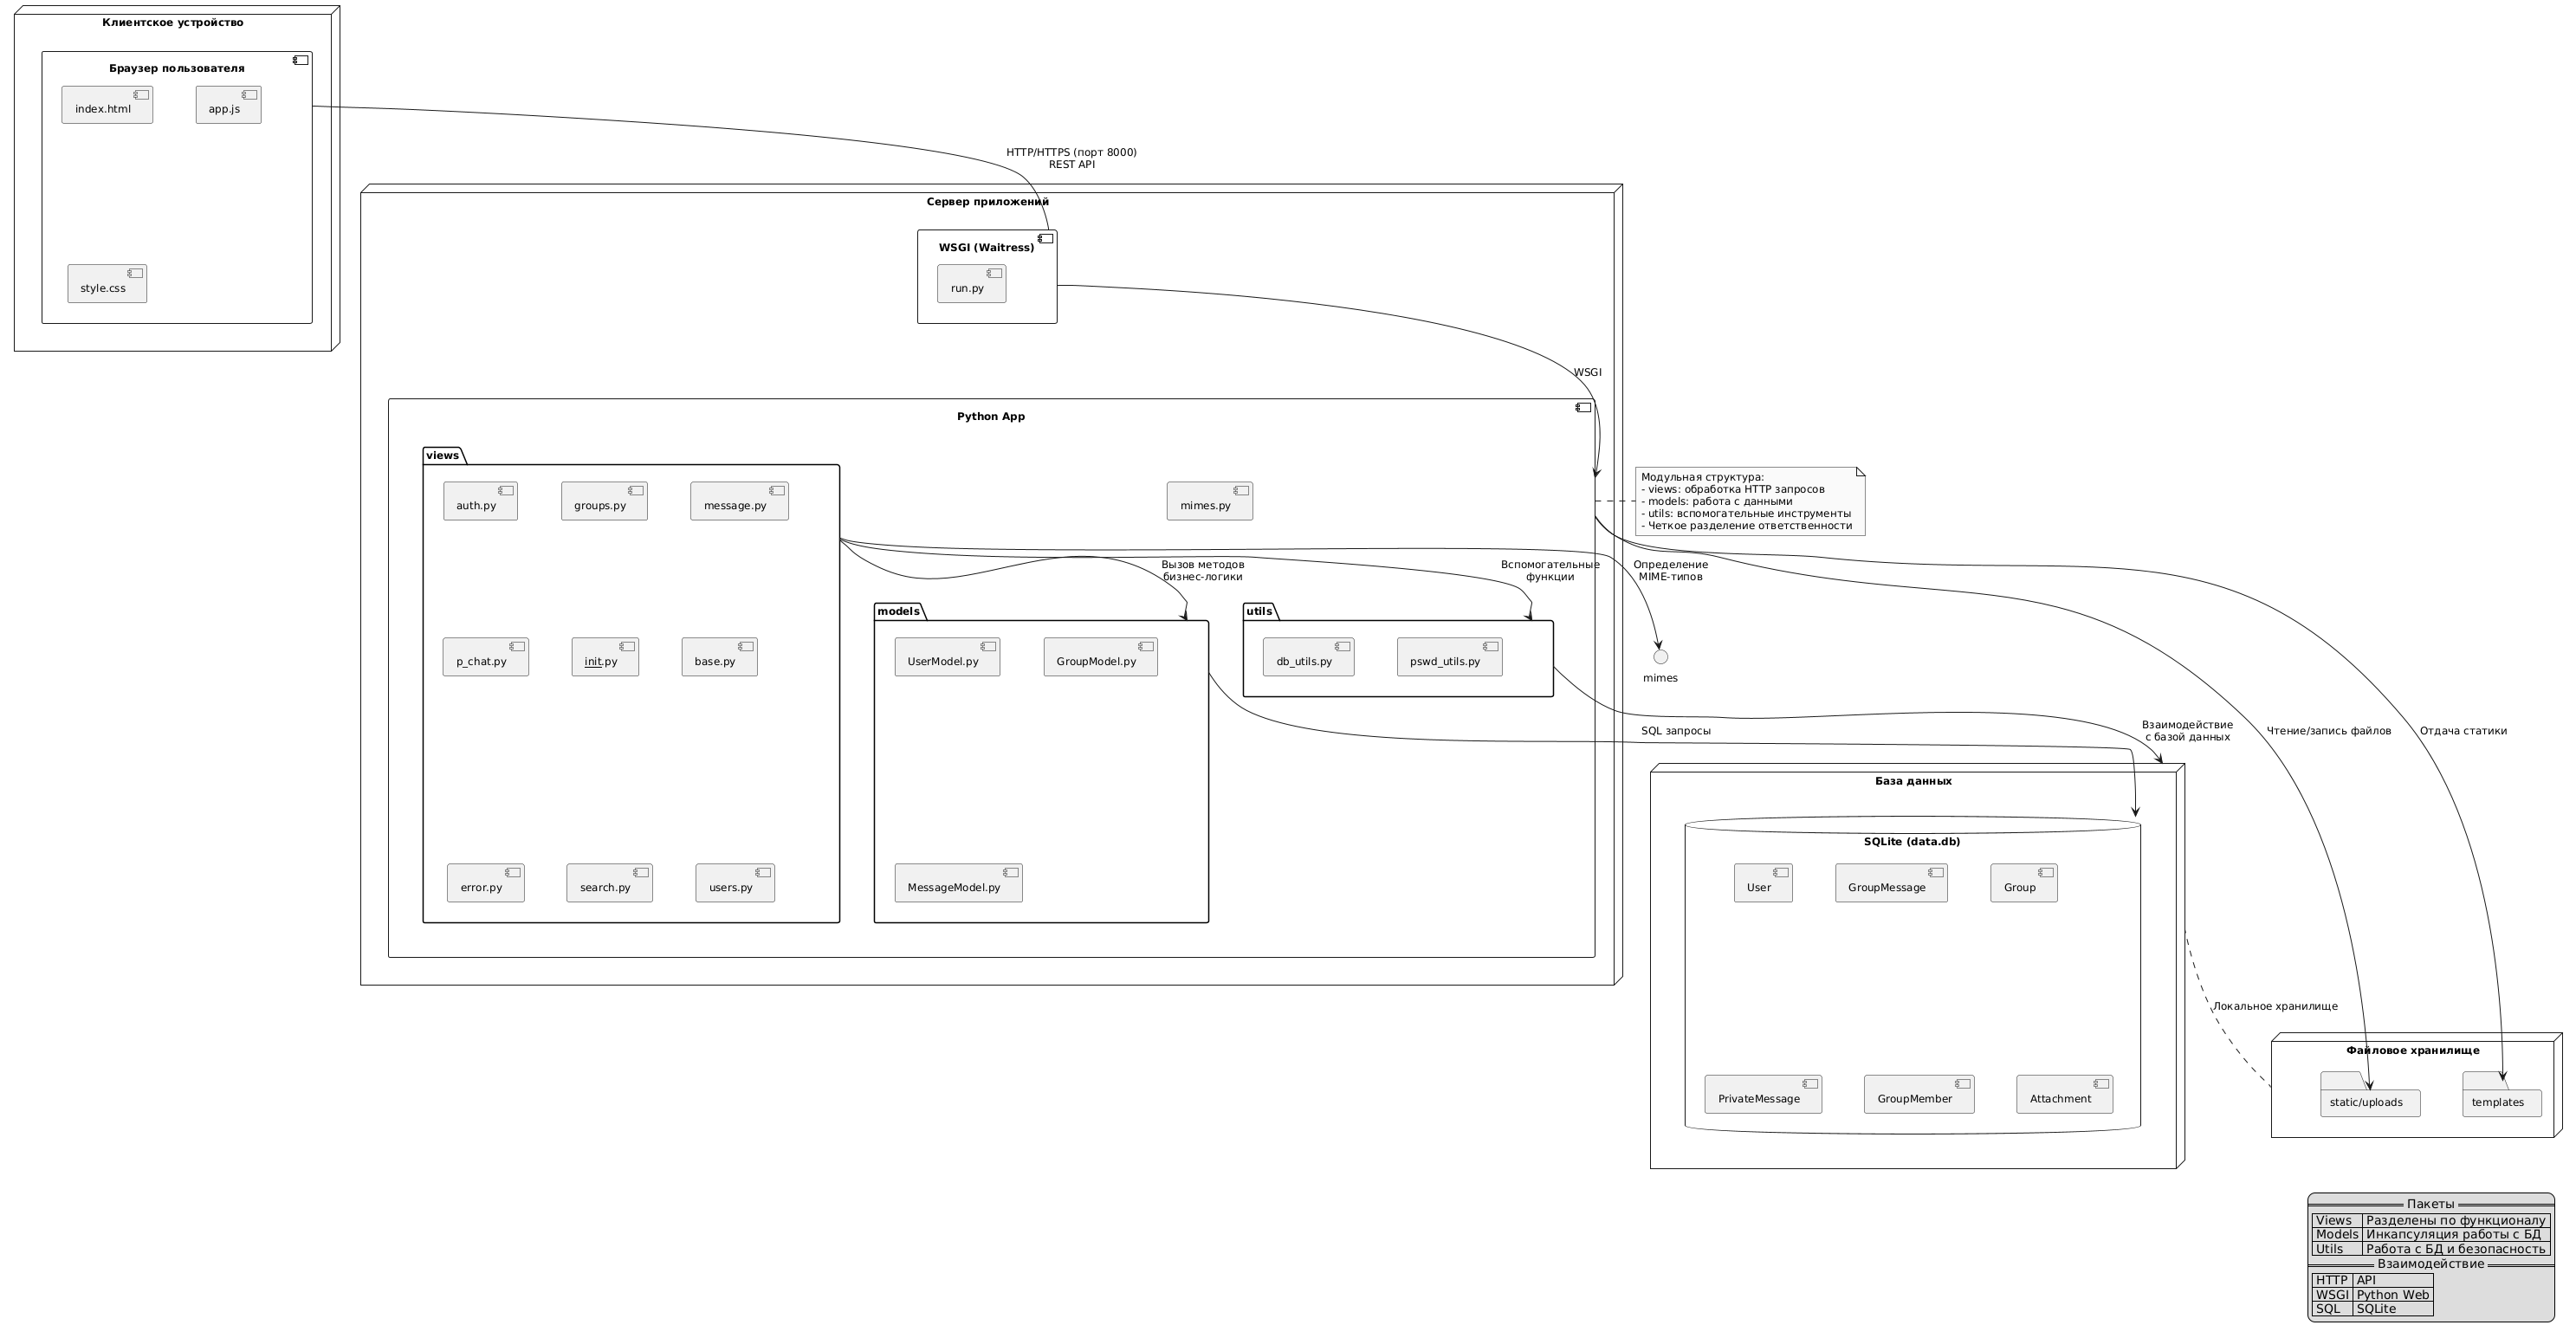 Клиентское устройство
Браузер пользователя
index.html
app.js
style.css
HTTP/HTTPS (порт 8000)
REST API
Сервер приложений
WSGI (Waitress)
run.py
WSGI
Python App
views
auth.py
groups.py
message.py
mimes.py
p_chat.py
init.py
base.py
error.py
search.py
users.py
Модульная структура:
- views: обработка HTTP запросов
- models: работа с данными
- utils: вспомогательные инструменты
- Четкое разделение ответственности
Вызов методов
бизнес-логики
Вспомогательные
функции
Определение
MIME-типов
models
UserModel.py
GroupModel.py
MessageModel.py
utils
db_utils.py
pswd_utils.py
mimes
SQL запросы
Взаимодействие
с базой данных
Чтение/запись файлов
Отдача статики
База данных
SQLite (data.db)
User
GroupMessage
Group
PrivateMessage
GroupMember
Attachment
Локальное хранилище
Файловое хранилище
static/uploads
templates
Пакеты
Views Разделены по функционалу
Models Инкапсуляция работы с БД
Utils Работа с БД и безопасность
Взаимодействие
HTTP API
WSGI Python Web
SQL SQLite